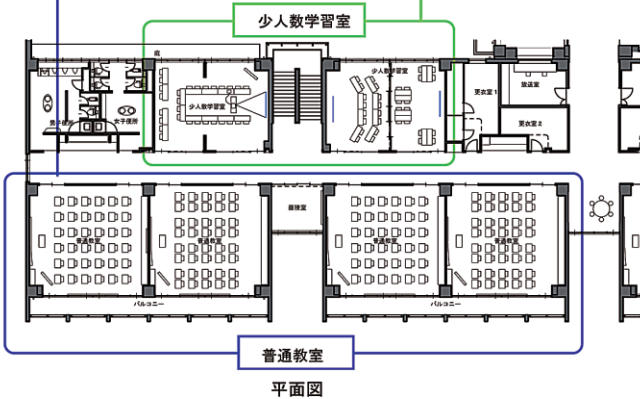 少人数学習室
庭
少人数学習室
少人数学習室
男子便所
女子便所
更衣室1
放送室
更衣室2
普通教室
普通教室
面接室
普通教室
普通教室
バルコニー
バルコニー
普通教室
平面図